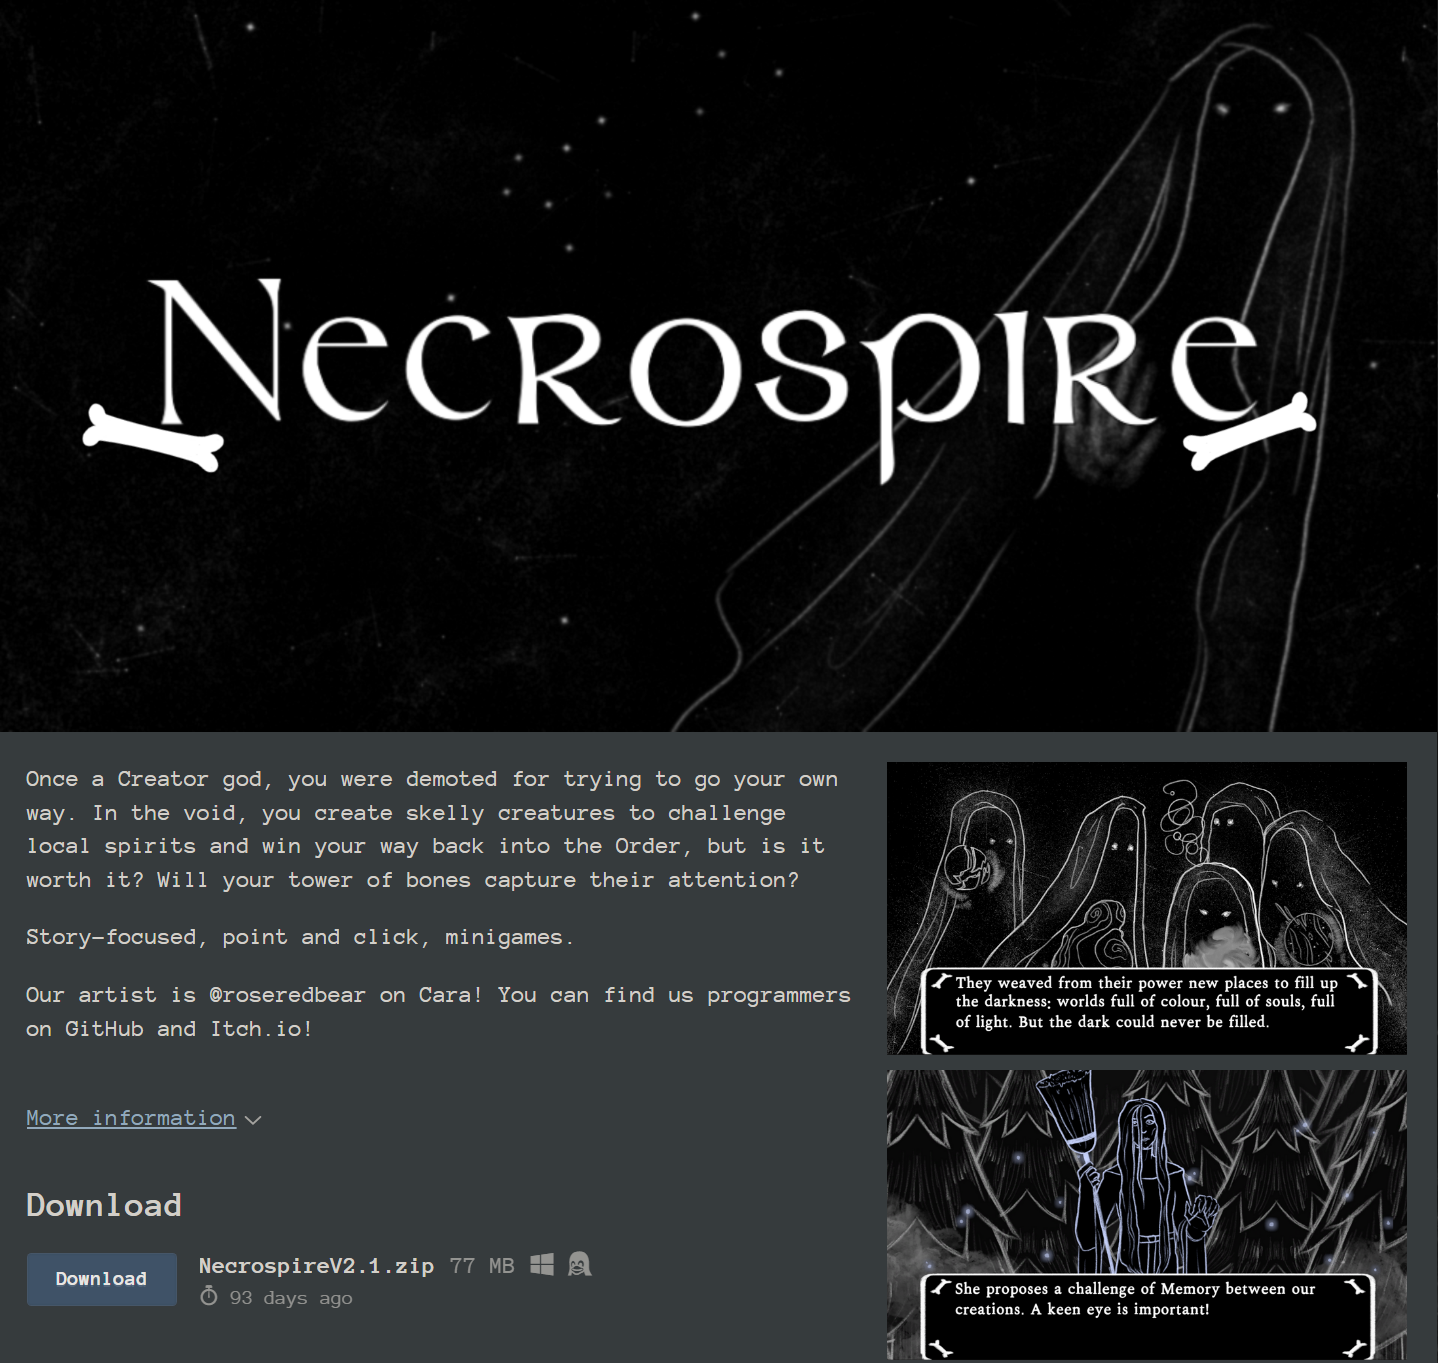 Necrospire
Once a Creator god, you were demoted for trying to go your own
way. In the void, you create skelly creatures to challenge
local spirits and win your way back into the Order, but is it
worth it? Will your tower of bones capture their attention?
Story-focused, point and click, minigames.
Our artist is @roseredbear on Cara! You can find us programmers
on GitHub and Itch.io!
More information
Download
Download
NecrospireV2.1.zip 77 MB
93 days ago
They weaved from their power new places to fill up
the darkness; worlds full of colour, full of souls, full
of light. But the dark could never be filled.
She proposes a challenge of Memory between our
creations. A keen eye is important!